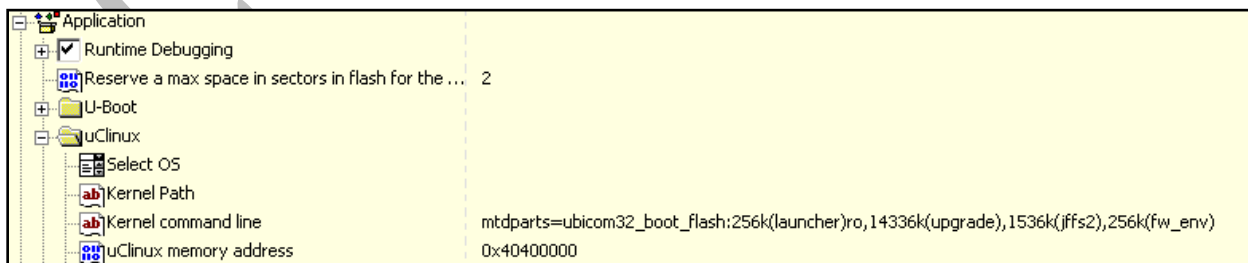 Application
Runtime Debugging
Reserve a max space in sectors in flash for the ... 2
U-Boot
uClinux
Select OS
Kernel Path
Kernel command line mtdparts=ubicom32_boot_flash:256k(launcher)ro,14336k(upgrade),1536k(jffs2),256k(fw_env)
uClinux memory address 0x40400000